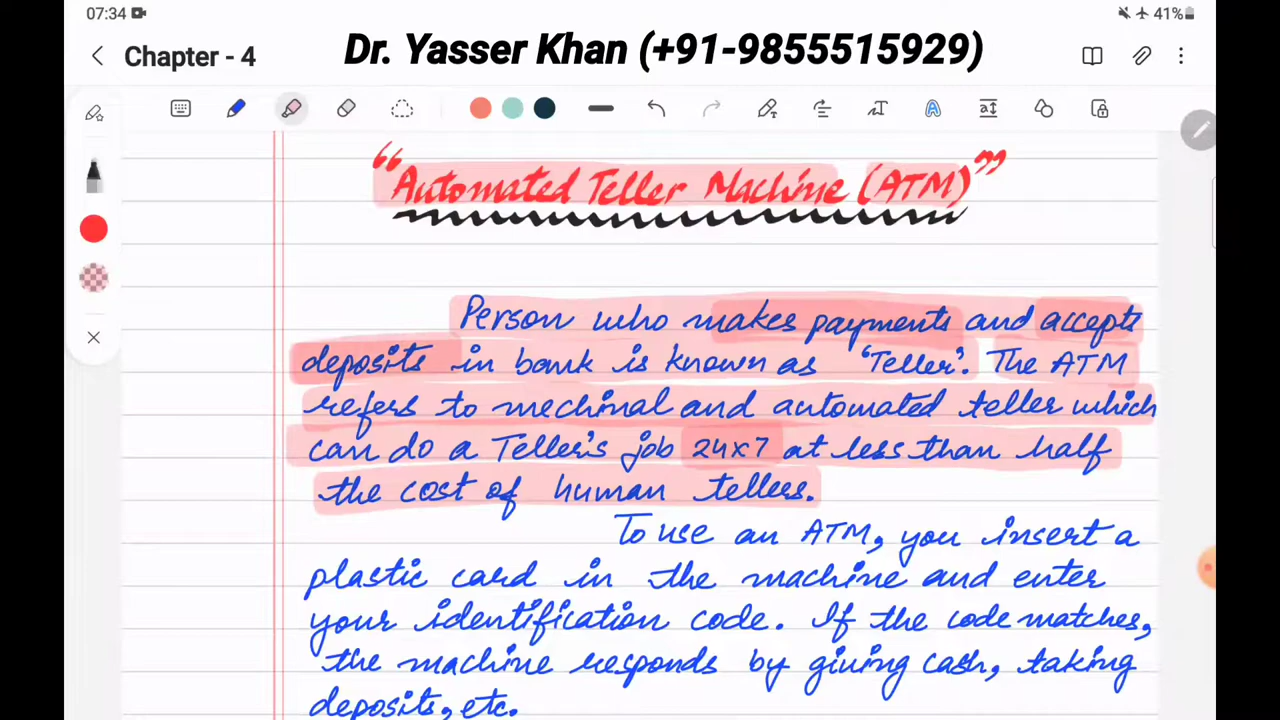 07:34
41%
Chapter - 4
Dr. Yasser Khan (+91-9855515929)
"Automated Teller Machine (ATM)"
Person who makes payments and accepts
deposits in bank is known as 'Teller'. The ATM
refers to mechinal and automated teller which
can do a Teller's job 24x7 at less than half
the cost of human tellers.
To use an ATM, you insert a
plastic card in the machine and enter
your identification code. If the code matches,
the machine responds by giving cash, taking
deposits, etc.